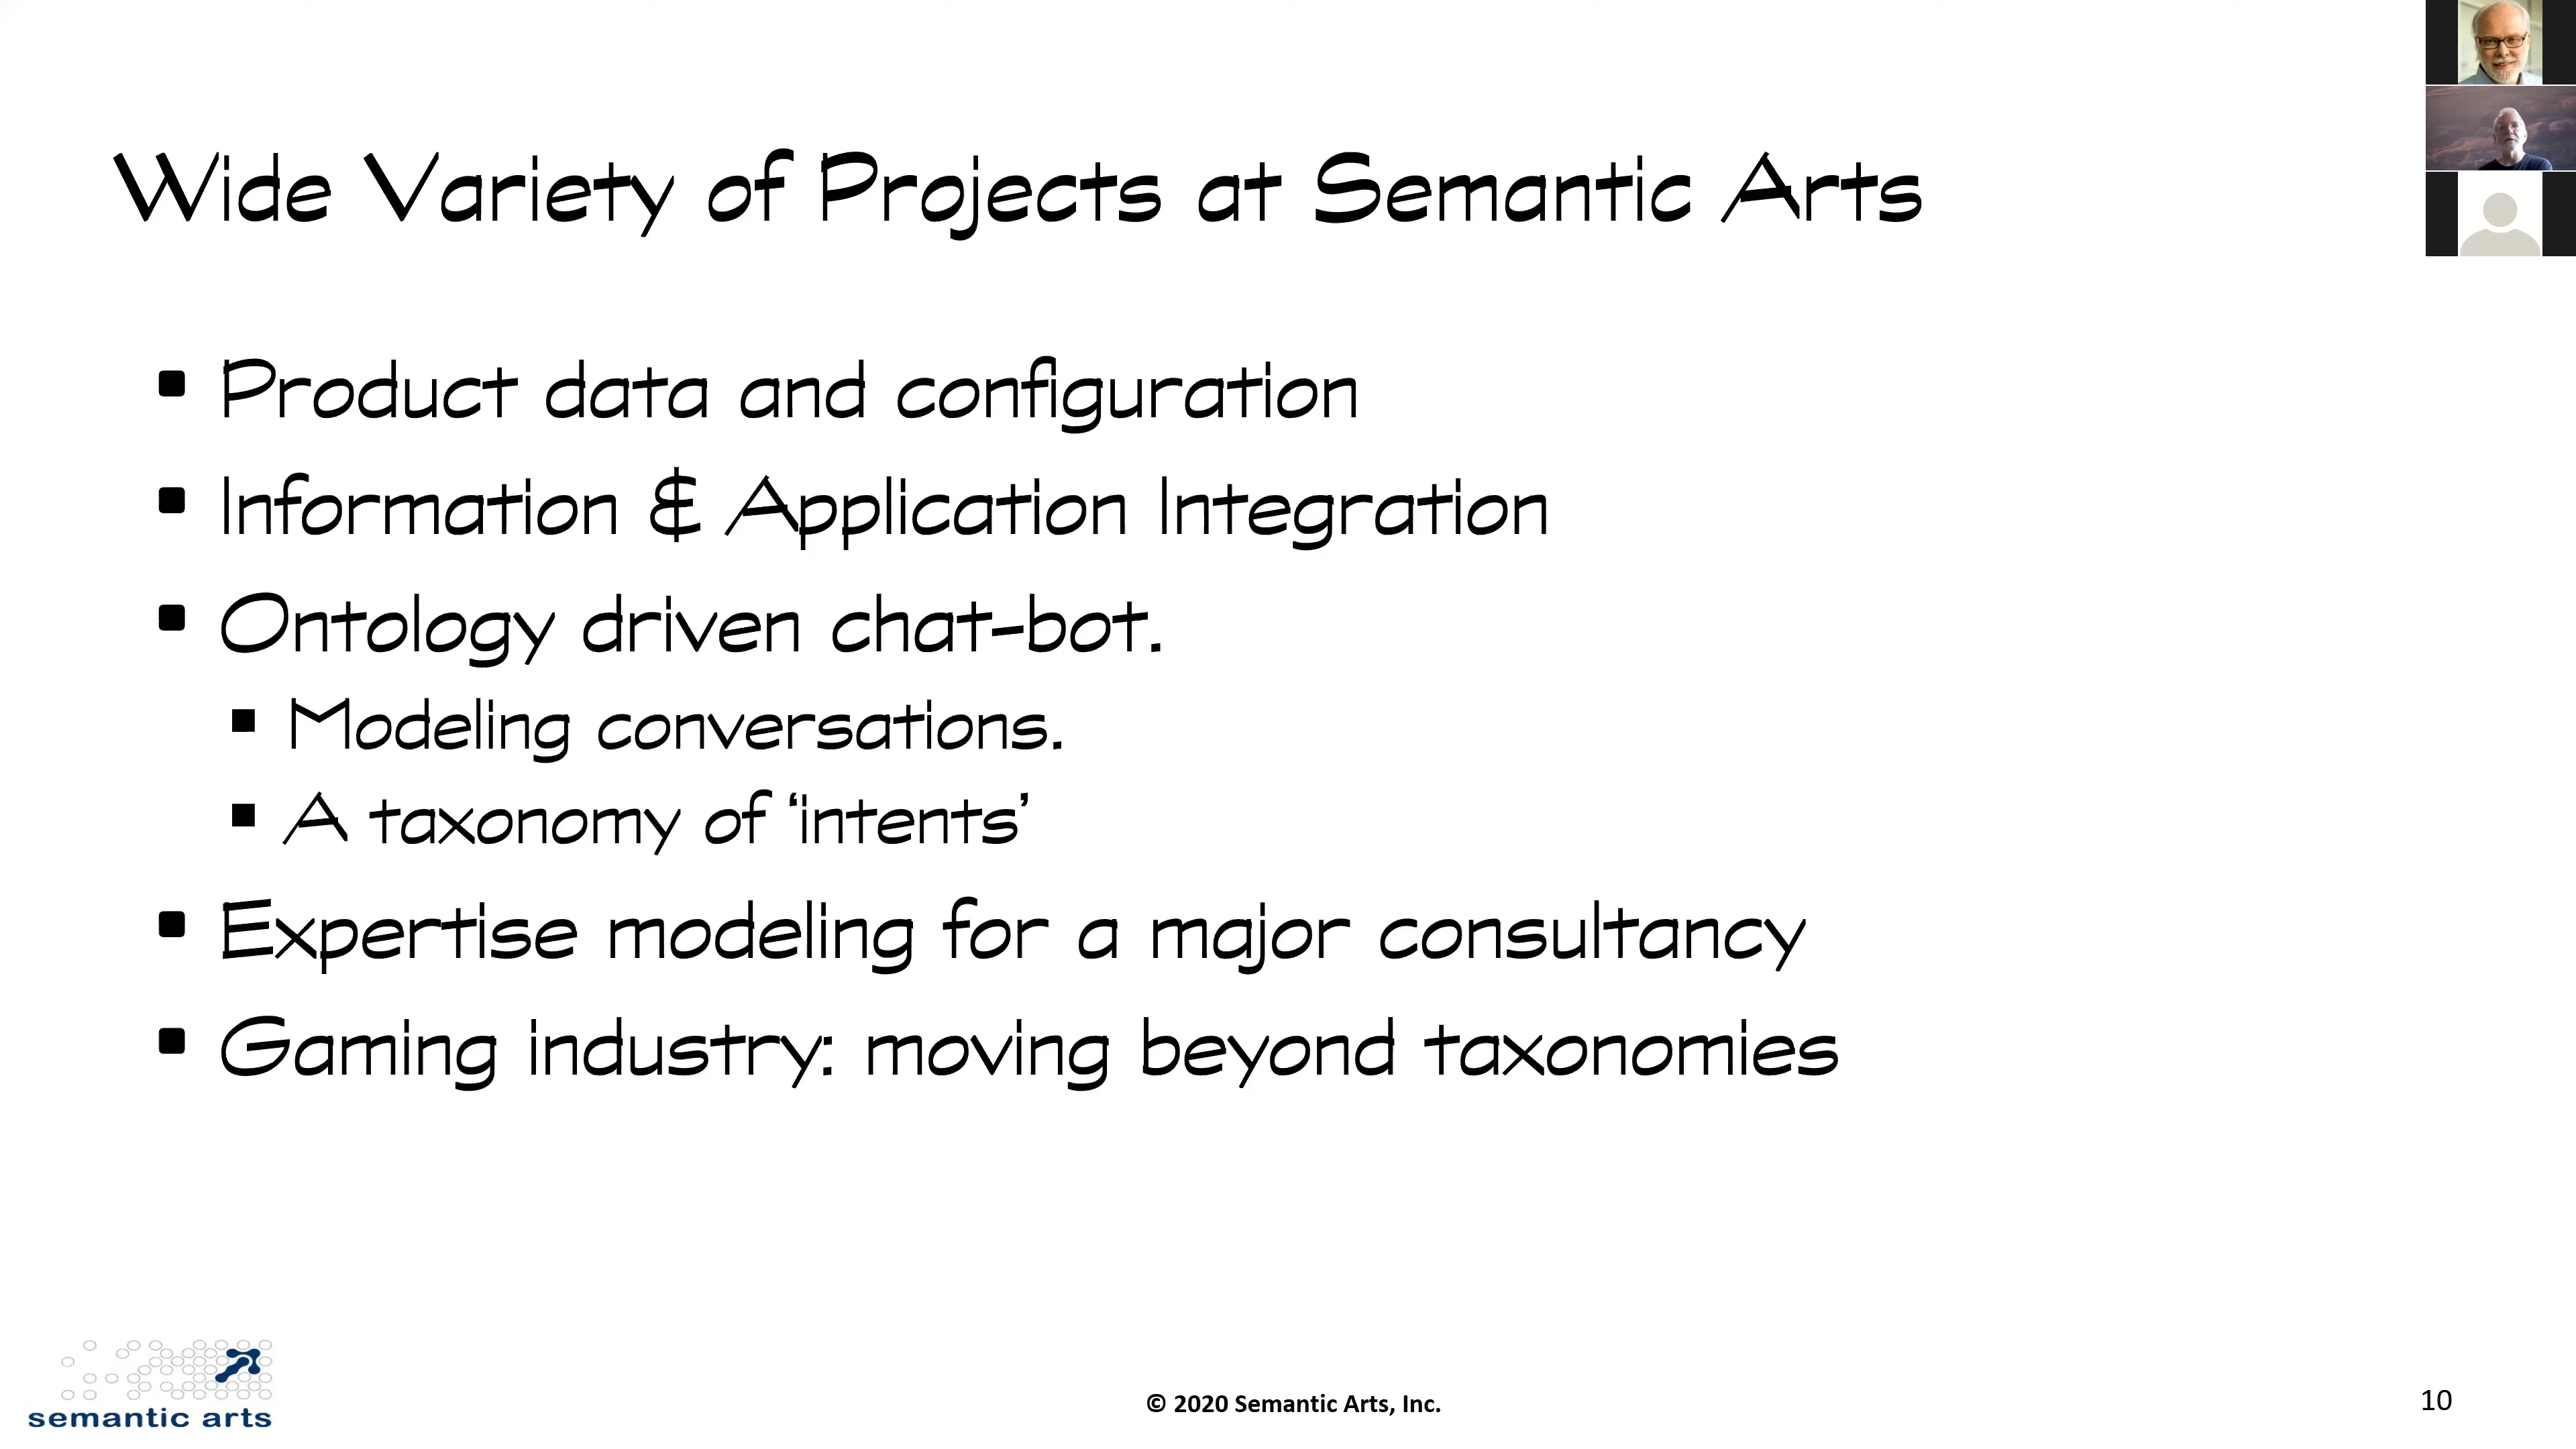 Wide Variety of Projects at Semantic Arts
Product data and configuration
Information & Application Integration
Ontology driven chat-bot.
Modeling conversations.
A taxonomy of ‘intents’
Expertise modeling for a major consultancy
Gaming industry: moving beyond taxonomies
semantic arts
© 2020 Semantic Arts, Inc.
10